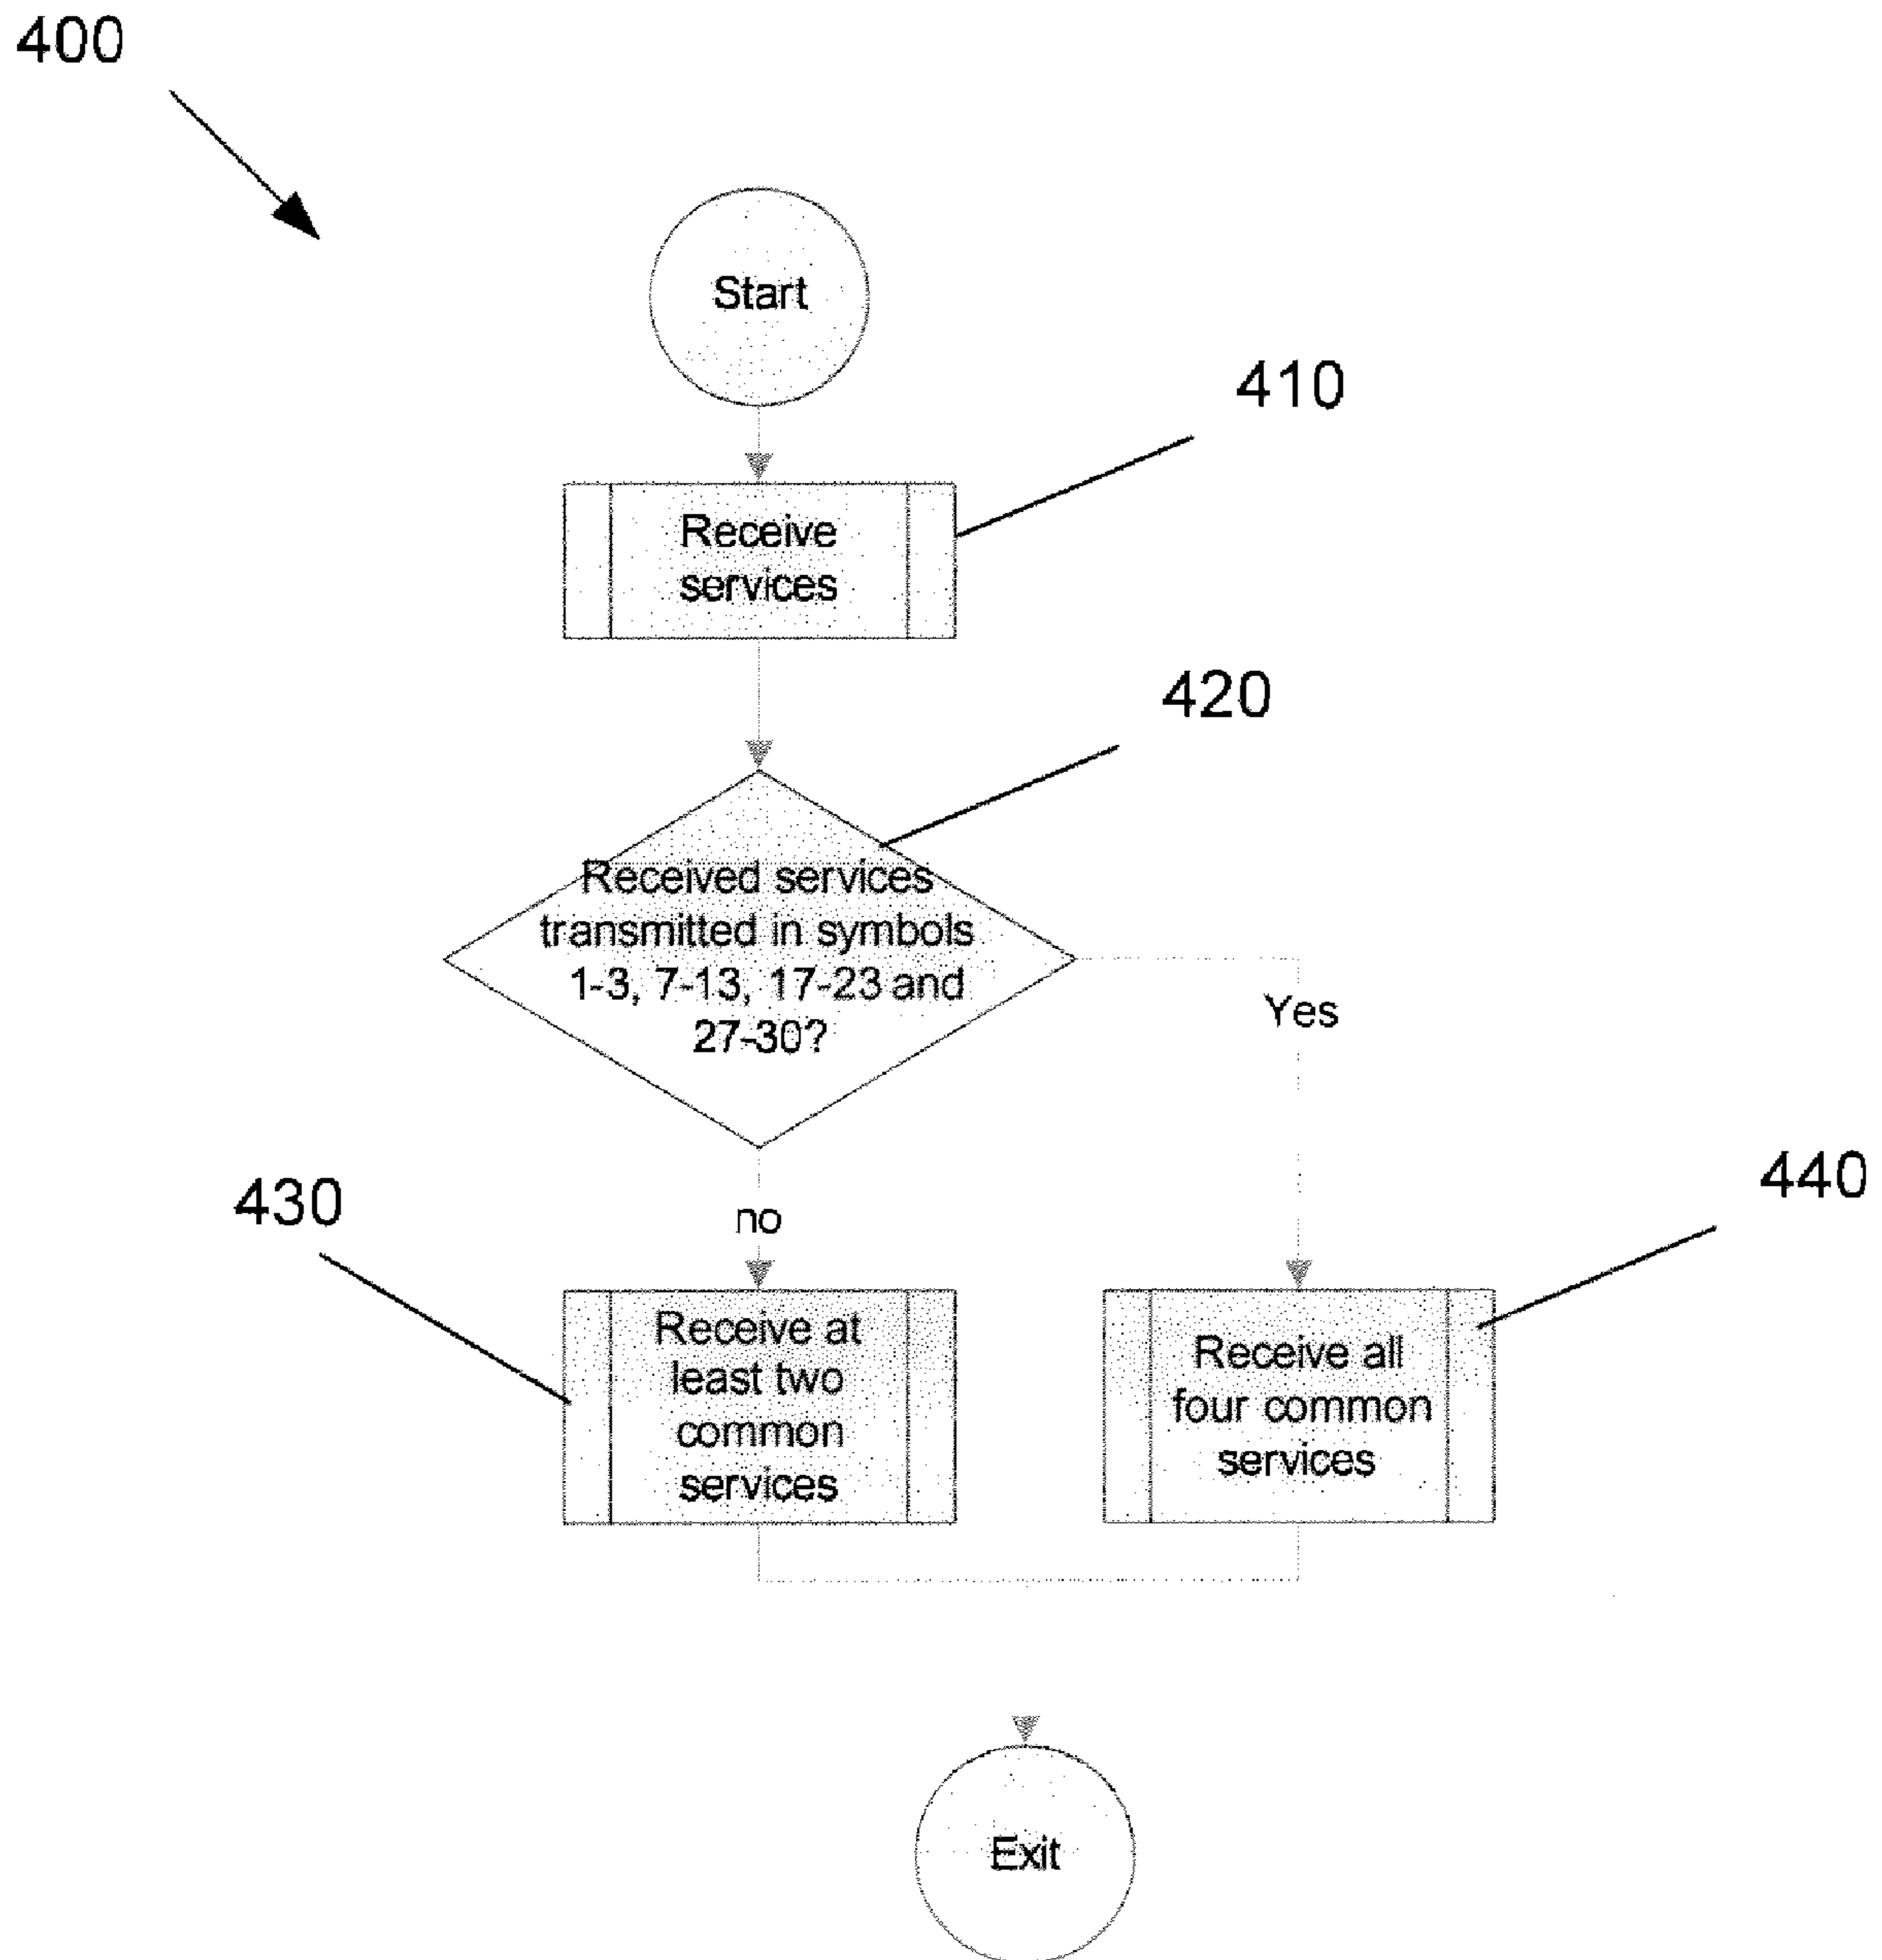 400
Start
410
Receive
services
420
Received services
transmitted in symbols
1-3, 7-13, 17-23 and
27-30?
Yes
no
430
440
Receive at
least two
common
services
Receive all
four common
services
Exit